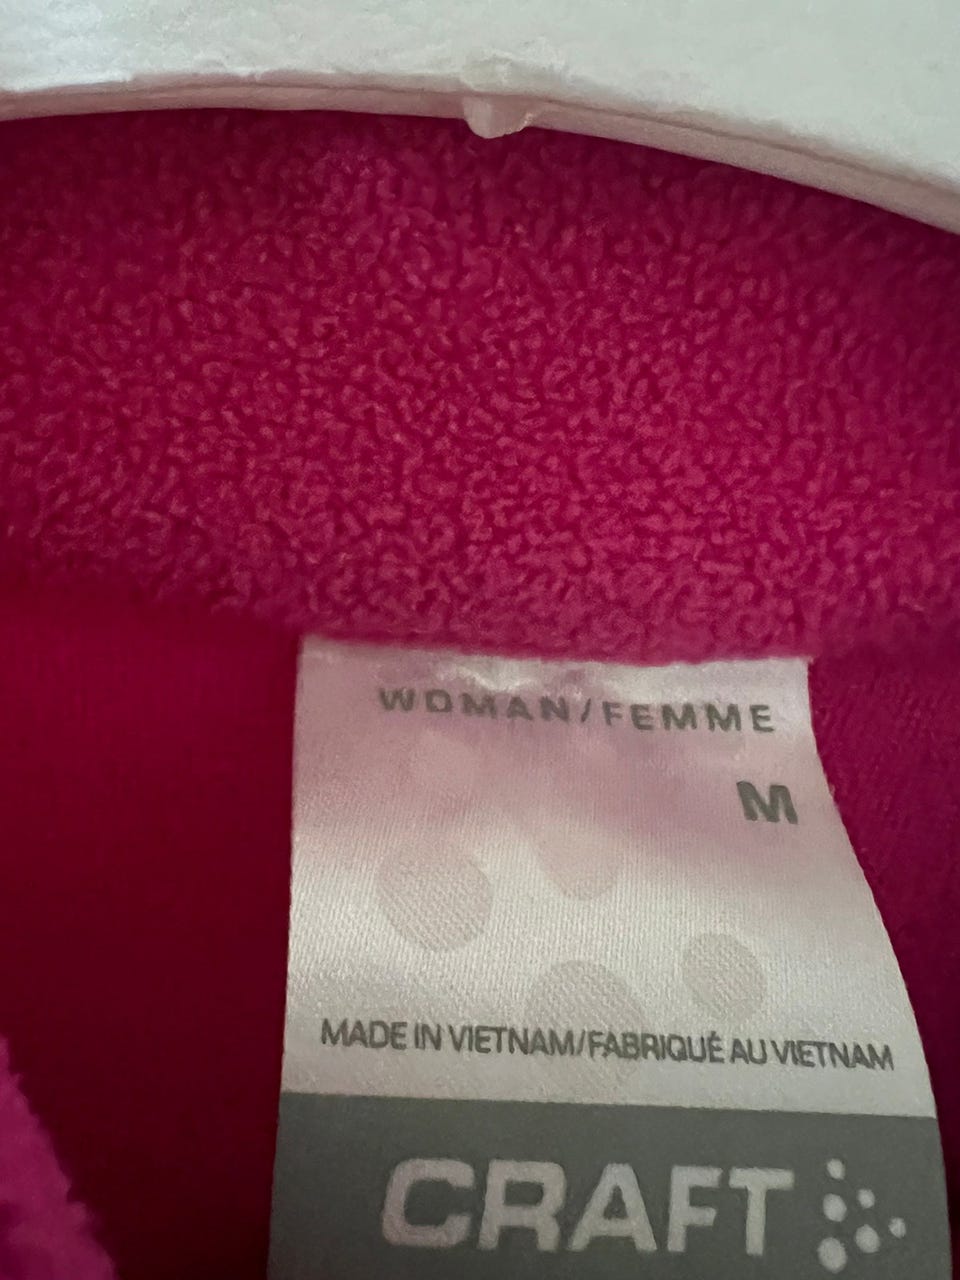 WOMAN/FEMME
M
MADE IN VIETNAM/FABRIQUÉ AU VIETNAM
CRAFT